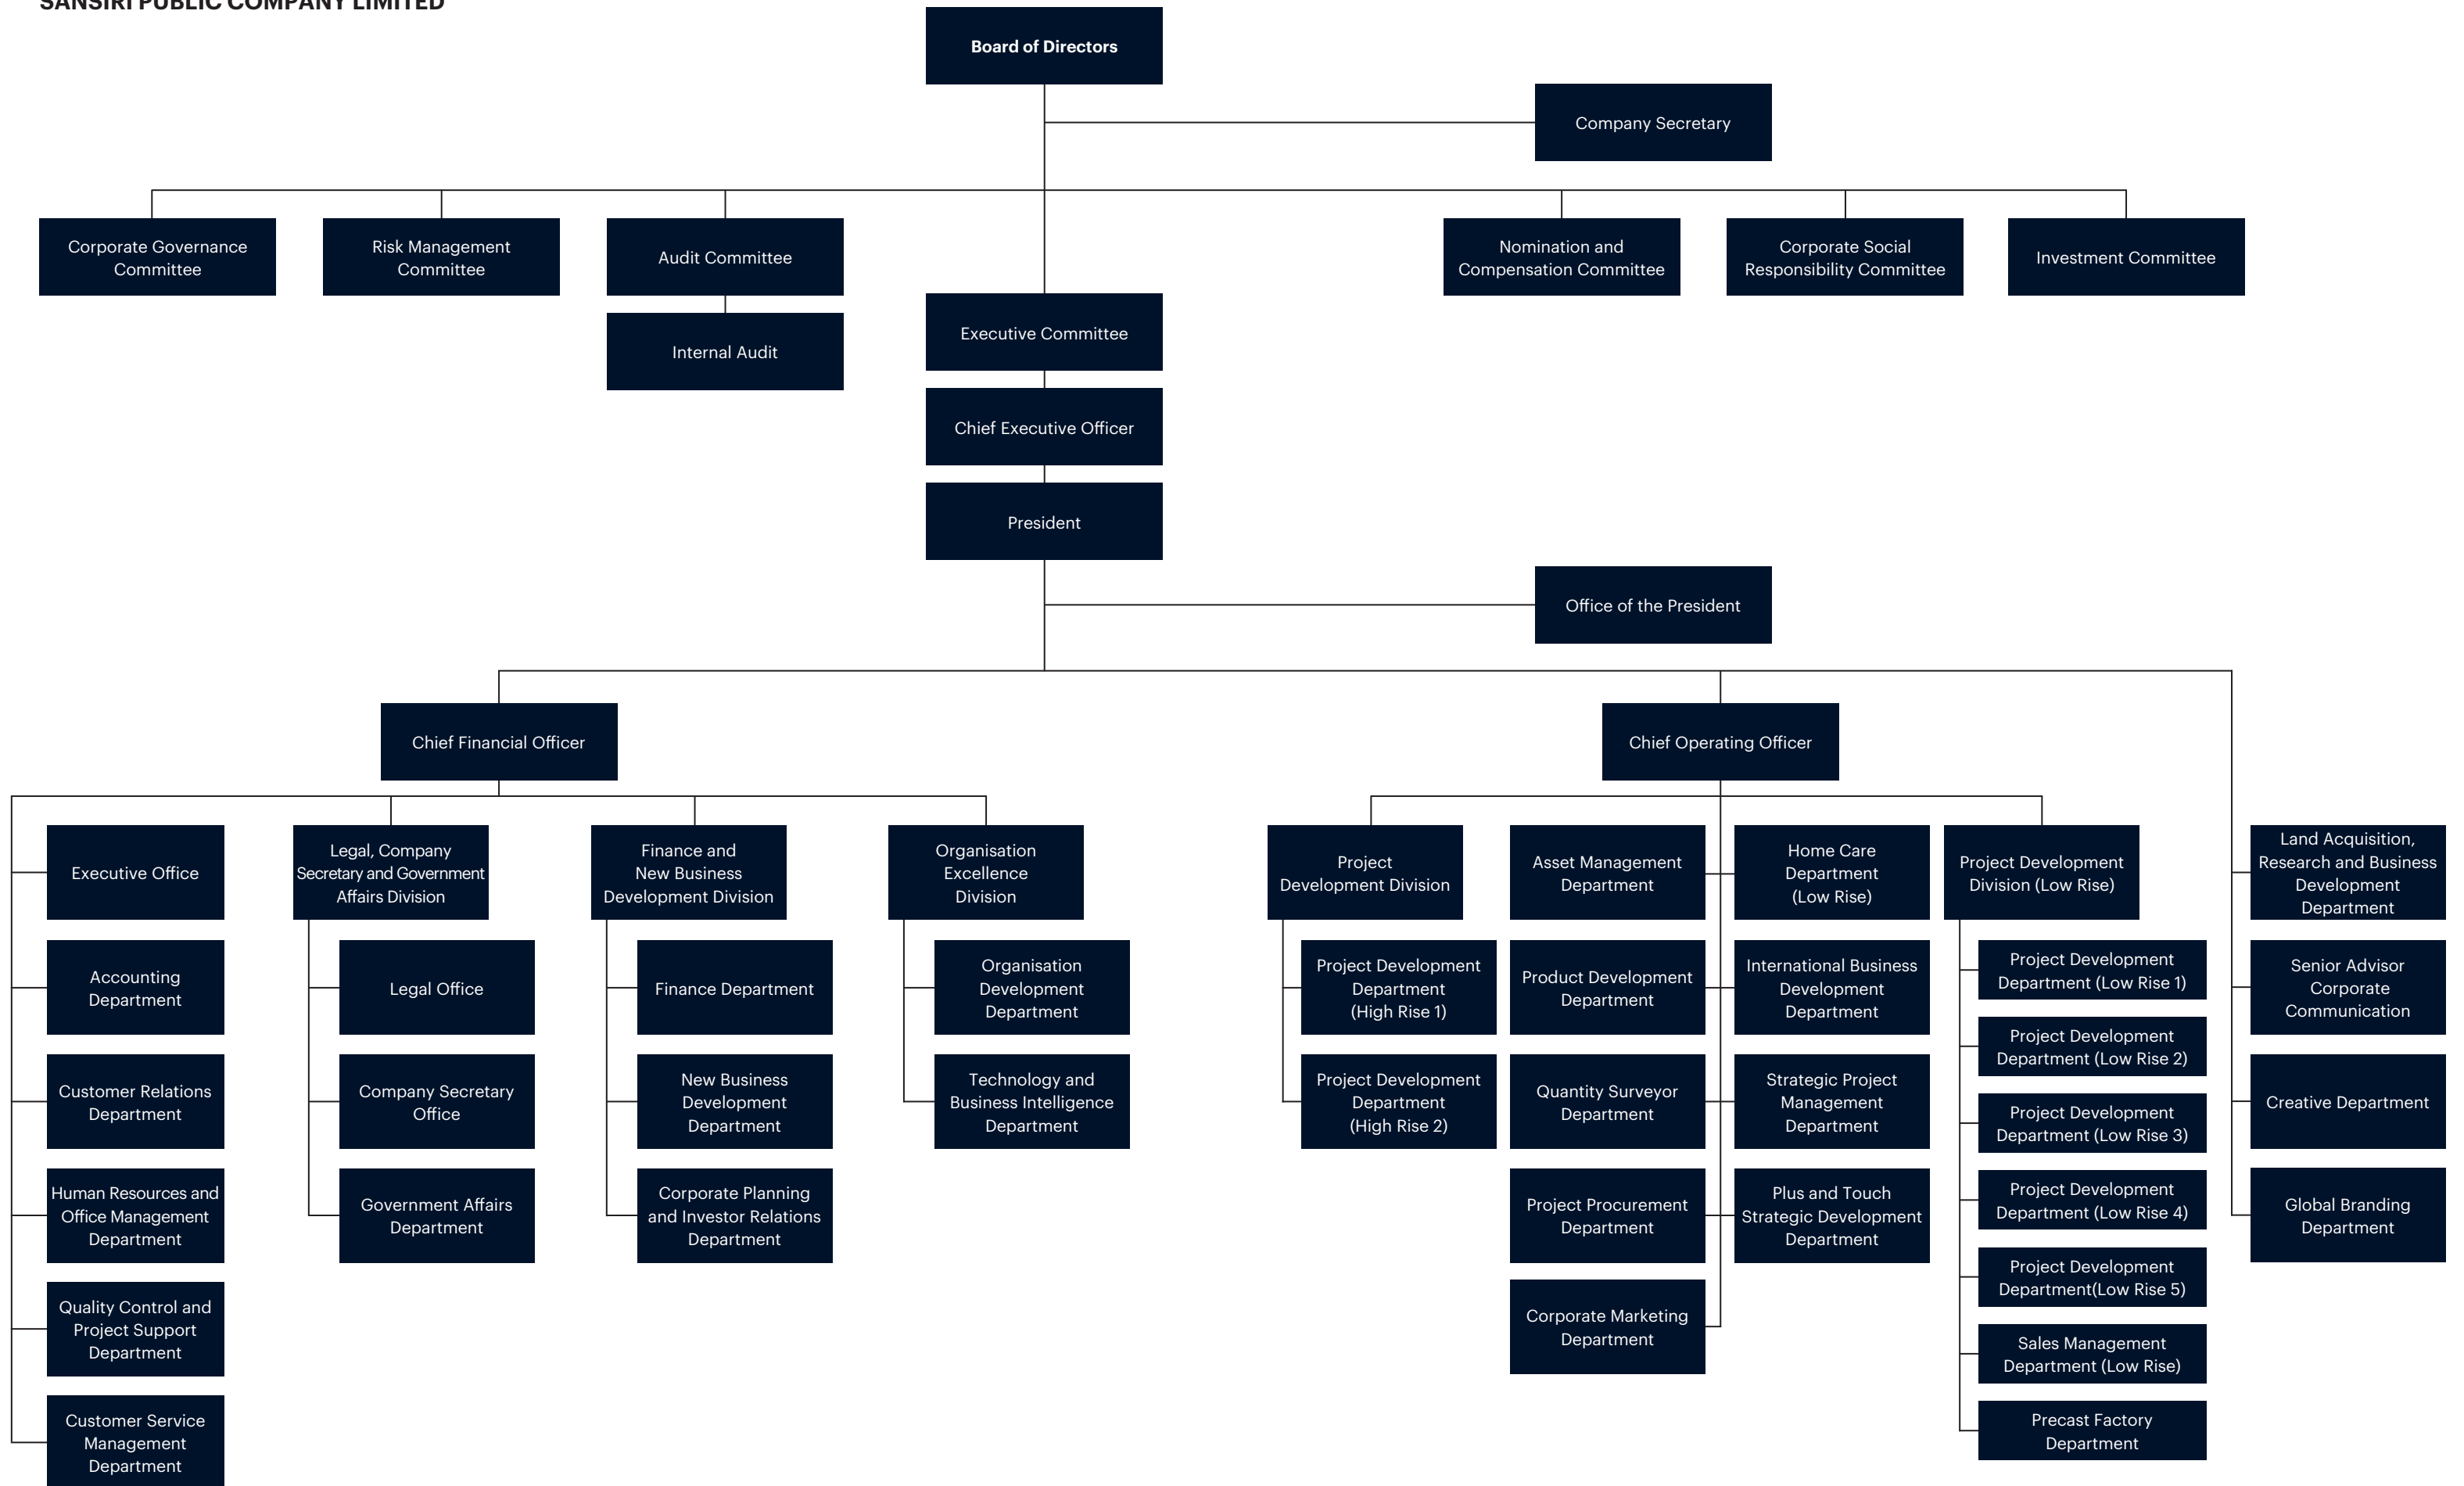 SANSIRI PUBLIC COMPANY LIMITED
Board of Directors
Company Secretary
Corporate Governance
Committee
Risk Management
Committee
Audit Committee
Nomination and
Compensation Committee
Corporate Social
Responsibility Committee
Investment Committee
Internal Audit
Executive Committee
Chief Executive Officer
President
Office of the President
Chief Financial Officer
Chief Operating Officer
Executive Office
Accounting
Department
Customer Relations
Department
Human Resources and
Office Management
Department
Quality Control and
Project Support
Department
Customer Service
Management
Department
Legal, Company
Secretary and Government
Affairs Division
Legal Office
Company Secretary
Office
Government Affairs
Department
Finance and
New Business
Development Division
Finance Department
New Business
Development
Department
Corporate Planning
and Investor Relations
Department
Organisation
Excellence
Division
Organisation
Development
Department
Technology and
Business Intelligence
Department
Project
Development Division
Project Development
Department
(High Rise 1)
Project Development
Department
(High Rise 2)
Asset Management
Department
Product Development
Department
Quantity Surveyor
Department
Project Procurement
Department
Corporate Marketing
Department
Home Care
Department
(Low Rise)
International Business
Development
Department
Strategic Project
Management
Department
Plus and Touch
Strategic Development
Department
Project Development
Division (Low Rise)
Project Development
Department (Low Rise 1)
Project Development
Department (Low Rise 2)
Project Development
Department (Low Rise 3)
Project Development
Department (Low Rise 4)
Project Development
Department(Low Rise 5)
Sales Management
Department (Low Rise)
Precast Factory
Department
Land Acquisition,
Research and Business
Development
Department
Senior Advisor
Corporate
Communication
Creative Department
Global Branding
Department